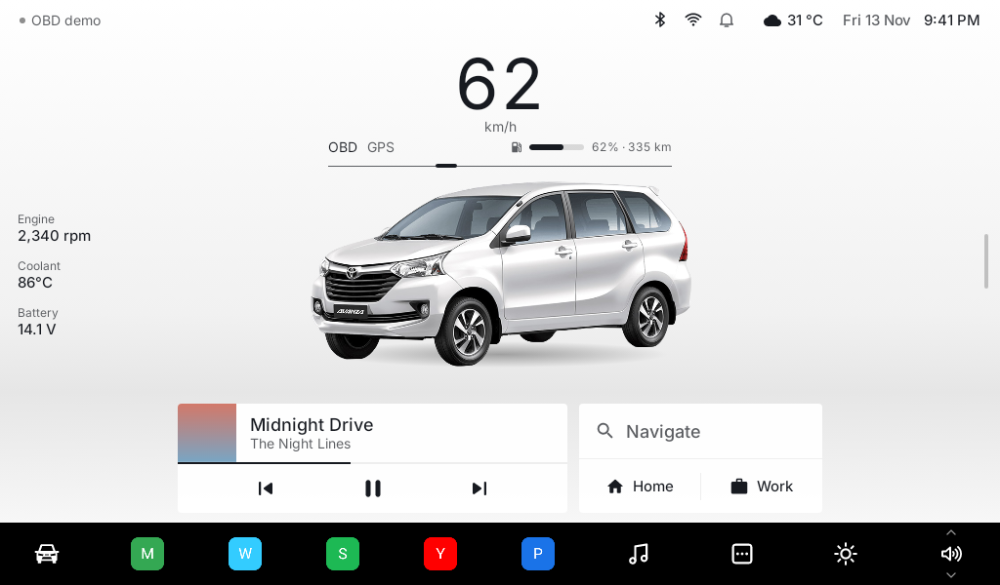 OBD demo
31 °C
Fri 13 Nov
9:41 PM
62
km/h
OBD GPS
62% · 335 km
Engine
2,340 rpm
Coolant
86°C
Battery
14.1 V
AVANZA
Midnight Drive
The Night Lines
Navigate
Home
Work
M
W
S
Y
P